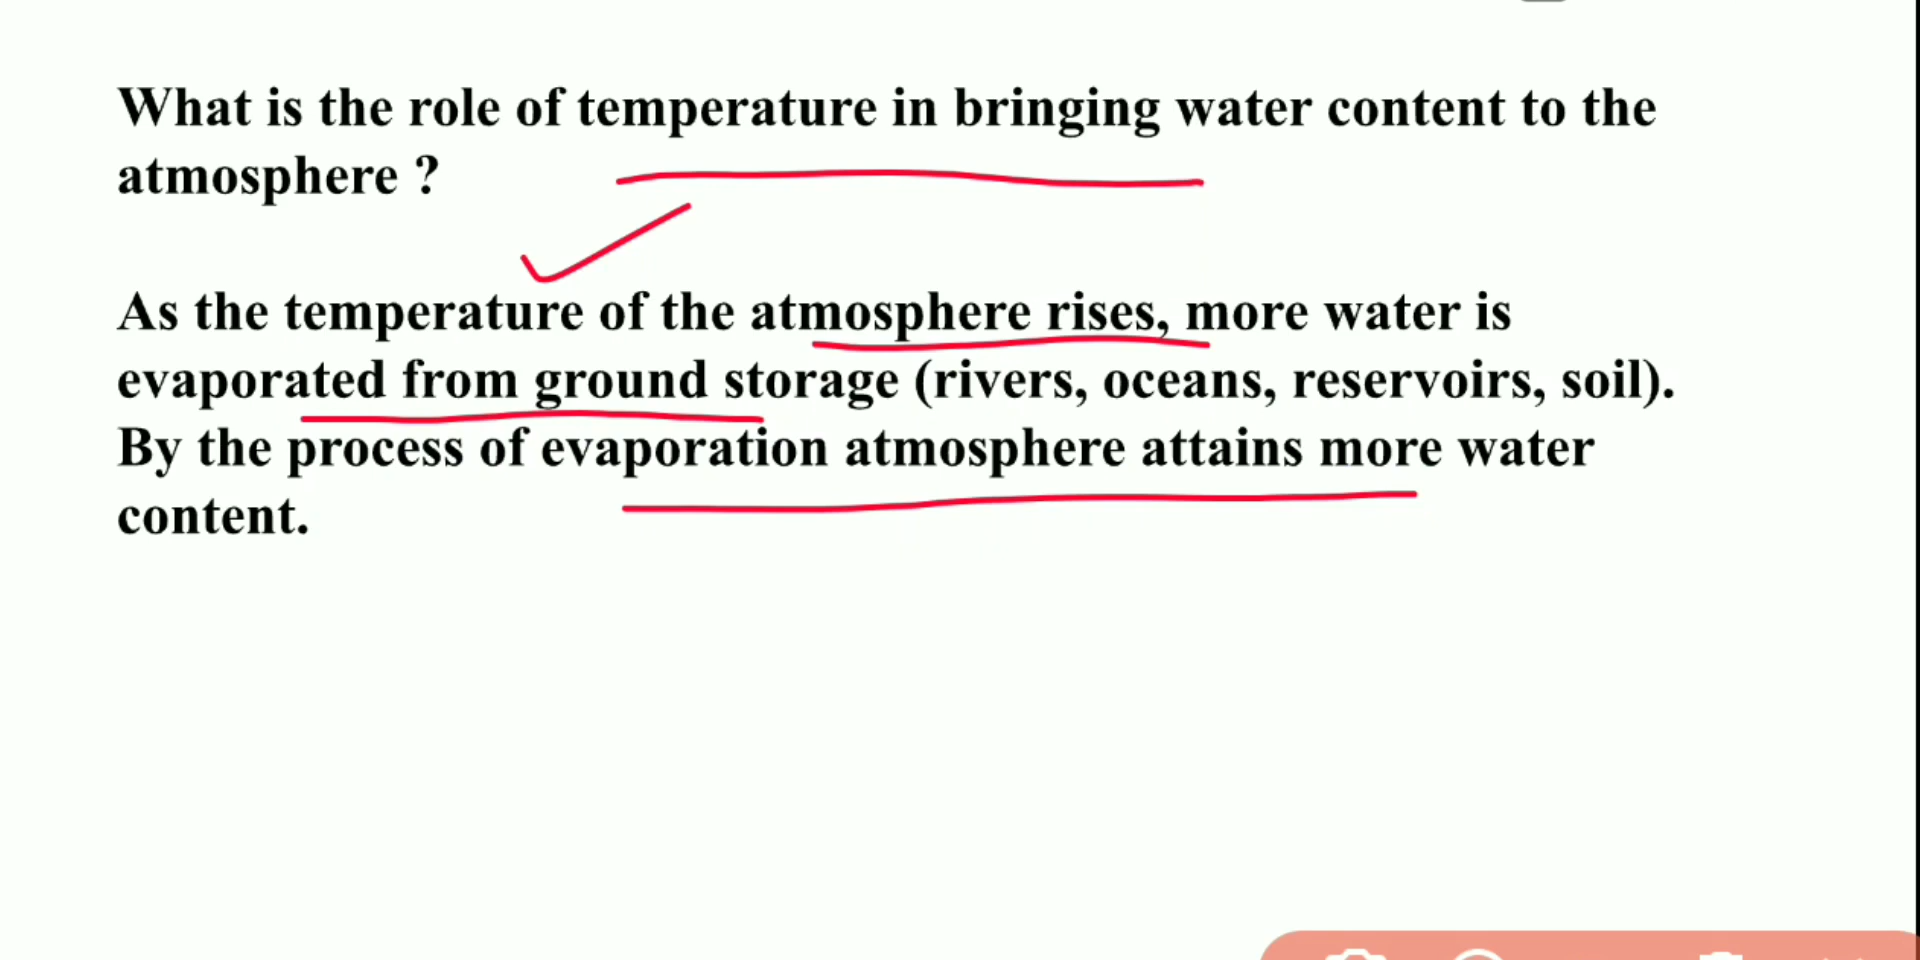 What is the role of temperature in bringing water content to the
atmosphere ?
As the temperature of the atmosphere rises, more water is
evaporated from ground storage (rivers, oceans, reservoirs, soil).
By the process of evaporation atmosphere attains more water
content.